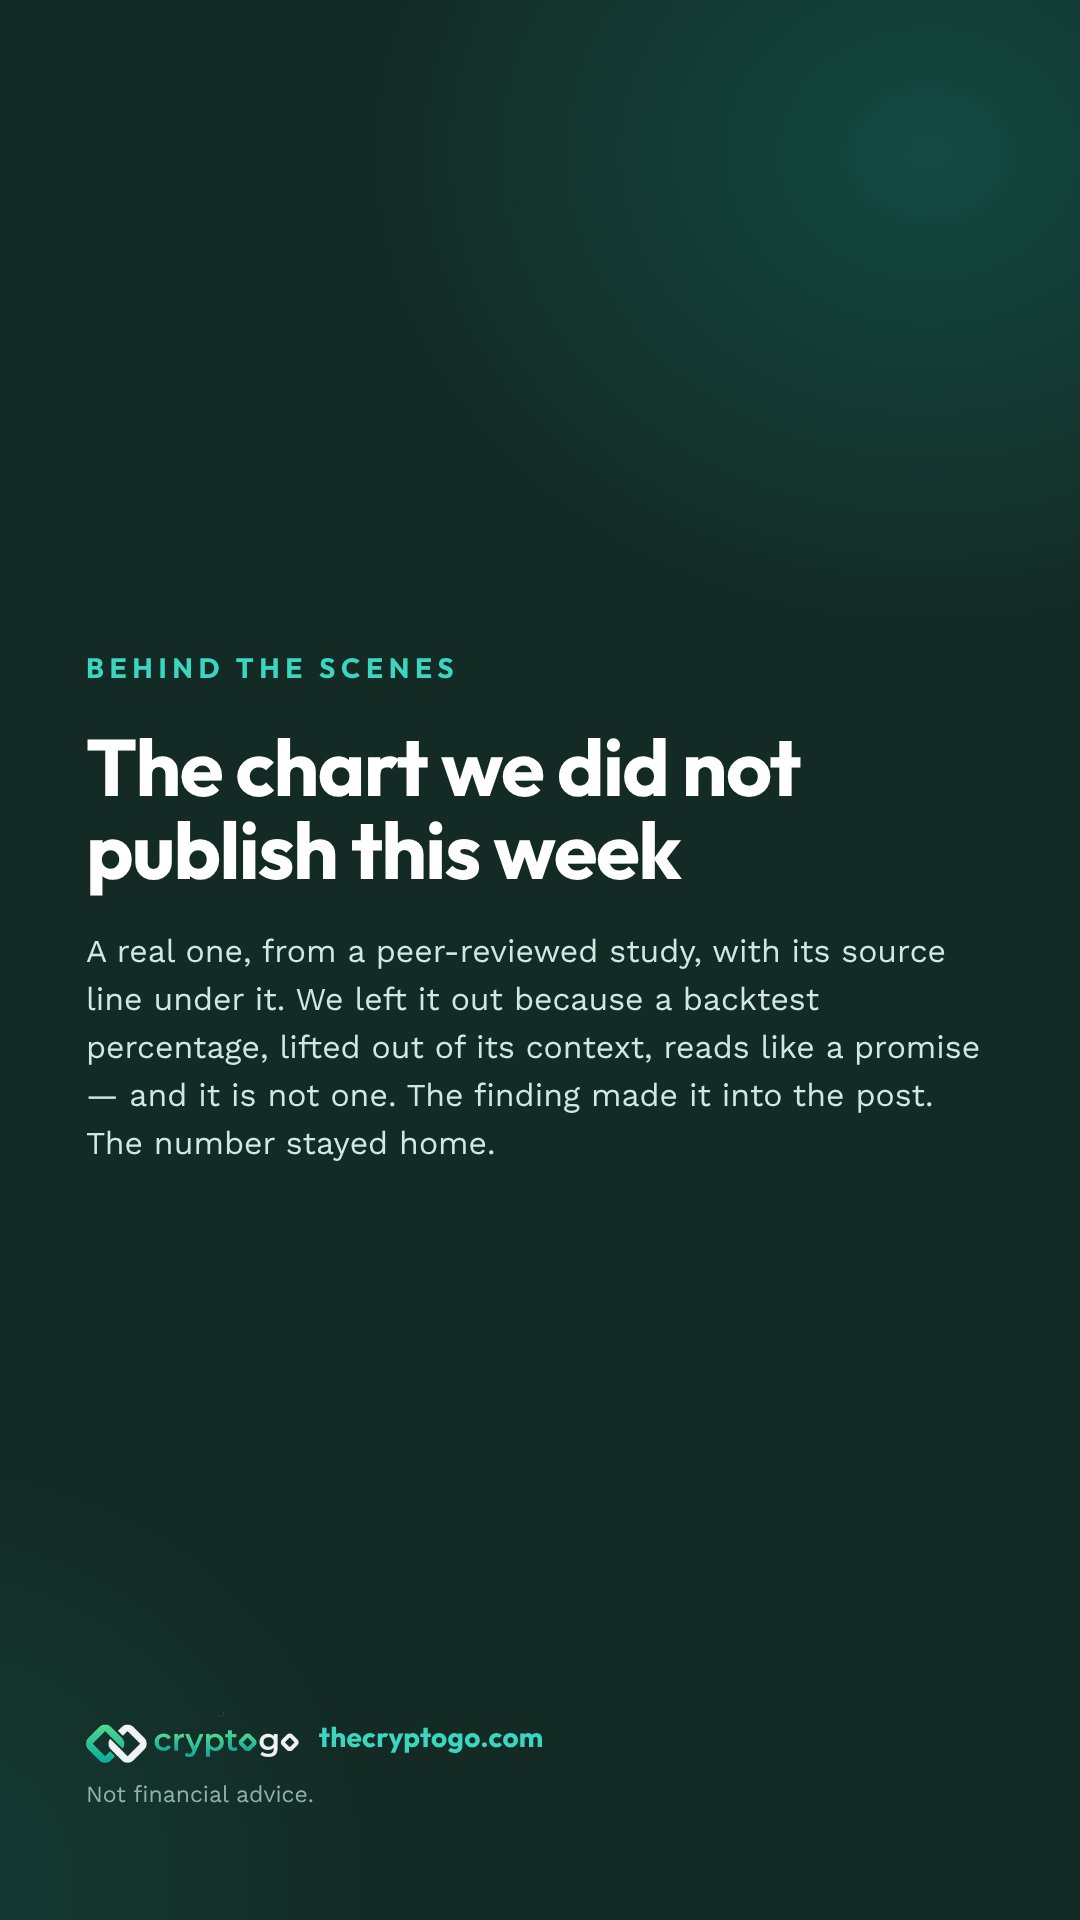 BEHIND THE SCENES
The chart we did not
publish this week
A real one, from a peer-reviewed study, with its source
line under it. We left it out because a backtest
percentage, lifted out of its context, reads like a promise
— and it is not one. The finding made it into the post.
The number stayed home.
cryptogo thecryptogo.com
Not financial advice.